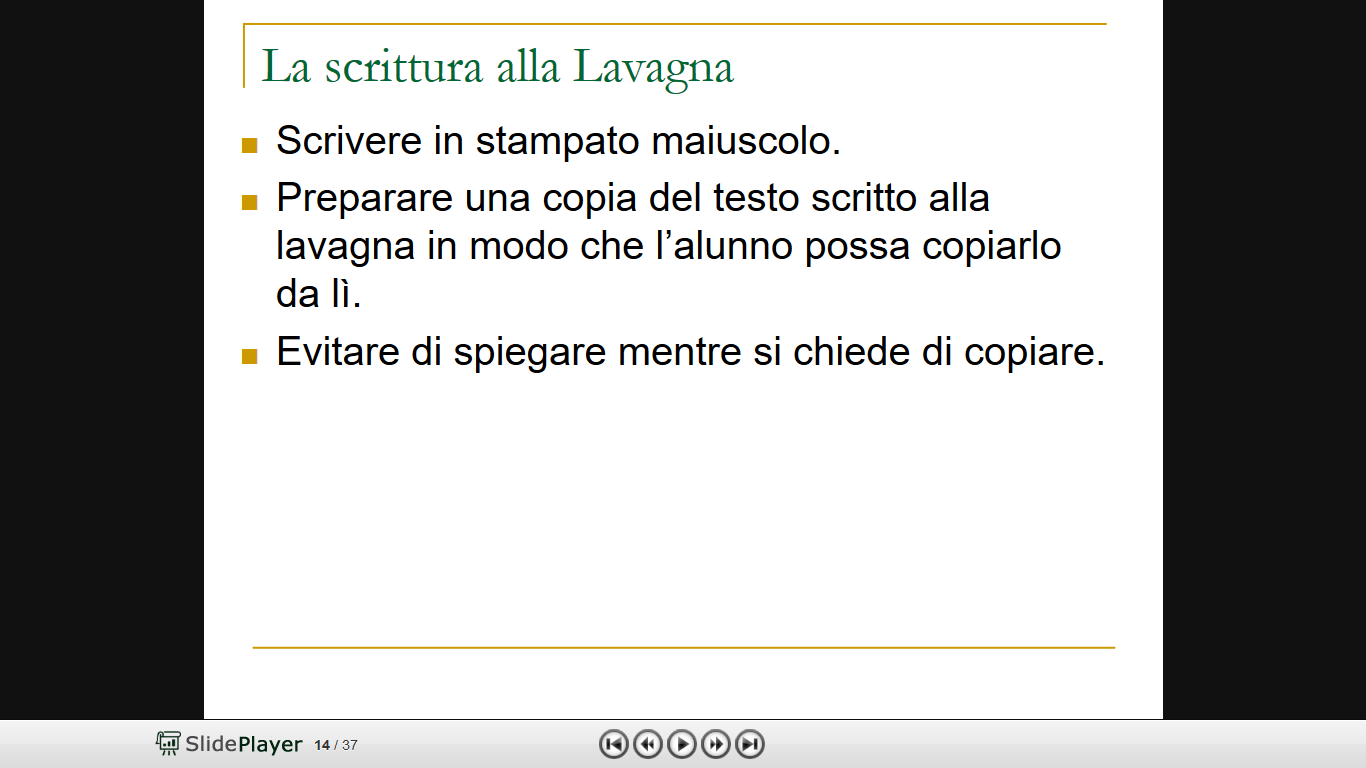 La scrittura alla Lavagna
Scrivere in stampato maiuscolo.
Preparare una copia del testo scritto alla
lavagna in modo che l’alunno possa copiarlo
da lì.
Evitare di spiegare mentre si chiede di copiare.
SlidePlayer 14 / 37